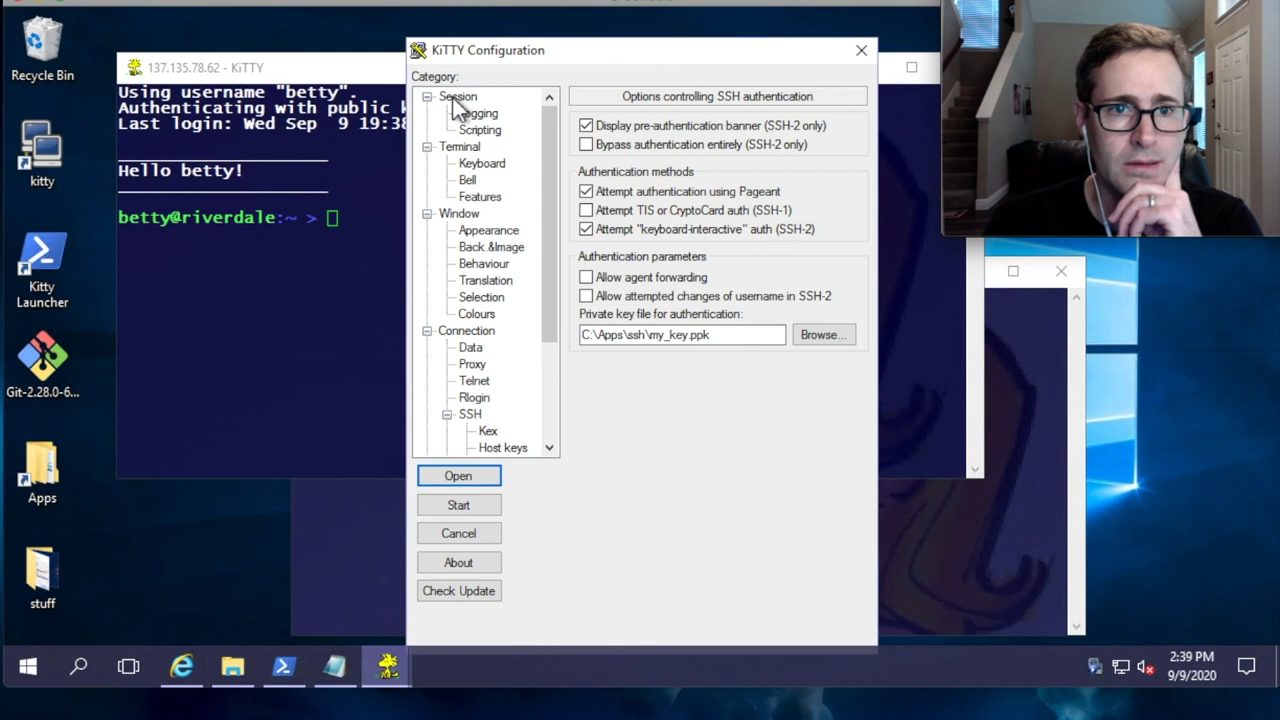 Recycle Bin
kitty
Kitty
Launcher
Git-2.28.0-6...
Apps
stuff
137.135.78.62 - KiTTY
Using username "betty".
Authenticating with public
Last login: Wed Sep 9 19:38
Hello betty!
betty@riverdale:~ >
KiTTY Configuration
Category:
Session
Logging
Scripting
Terminal
Keyboard
Bell
Features
Window
Appearance
Back.&Image
Behaviour
Translation
Selection
Colours
Connection
Data
Proxy
Telnet
Rlogin
SSH
Kex
Host keys
Options controlling SSH authentication
Display pre-authentication banner (SSH-2 only)
Bypass authentication entirely (SSH-2 only)
Authentication methods
Attempt authentication using Pageant
Attempt TIS or CryptoCard auth (SSH-1)
Attempt "keyboard-interactive" auth (SSH-2)
Authentication parameters
Allow agent forwarding
Allow attempted changes of username in SSH-2
Private key file for authentication:
C:\Apps\ssh\my_key.ppk
Browse...
Open
Start
Cancel
About
Check Update
2:39 PM
9/9/2020